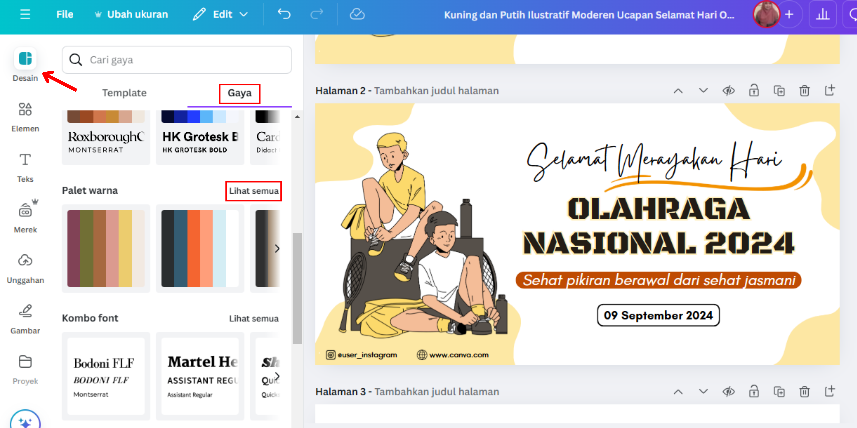 File
Ubah ukuran
Edit
Kuning dan Putih Ilustratif Moderen Ucapan Selamat Hari O...
Desain
Elemen
Teks
Merek
Unggahan
Gambar
Proyek
Cari gaya
Template
Gaya
RoxboroughC
MONTSERRAT
HK Grotesk B
HK GROTESK BOLD
Card
Didact
Palet warna
Lihat semua
Kombo font
Lihat semua
Bodoni FLF
BODONI FLF
Montserrat
Martel He
ASSISTANT REGU
Assistant Regular
Sh
Quic
Quick
Halaman 2 - Tambahkan judul halaman
Selamat Merayakan Hari
OLAHRAGA
NASIONAL 2024
Sehat pikiran berawal dari sehat jasmani
09 September 2024
@user_instagram
www.canva.com
Halaman 3 - Tambahkan judul halaman